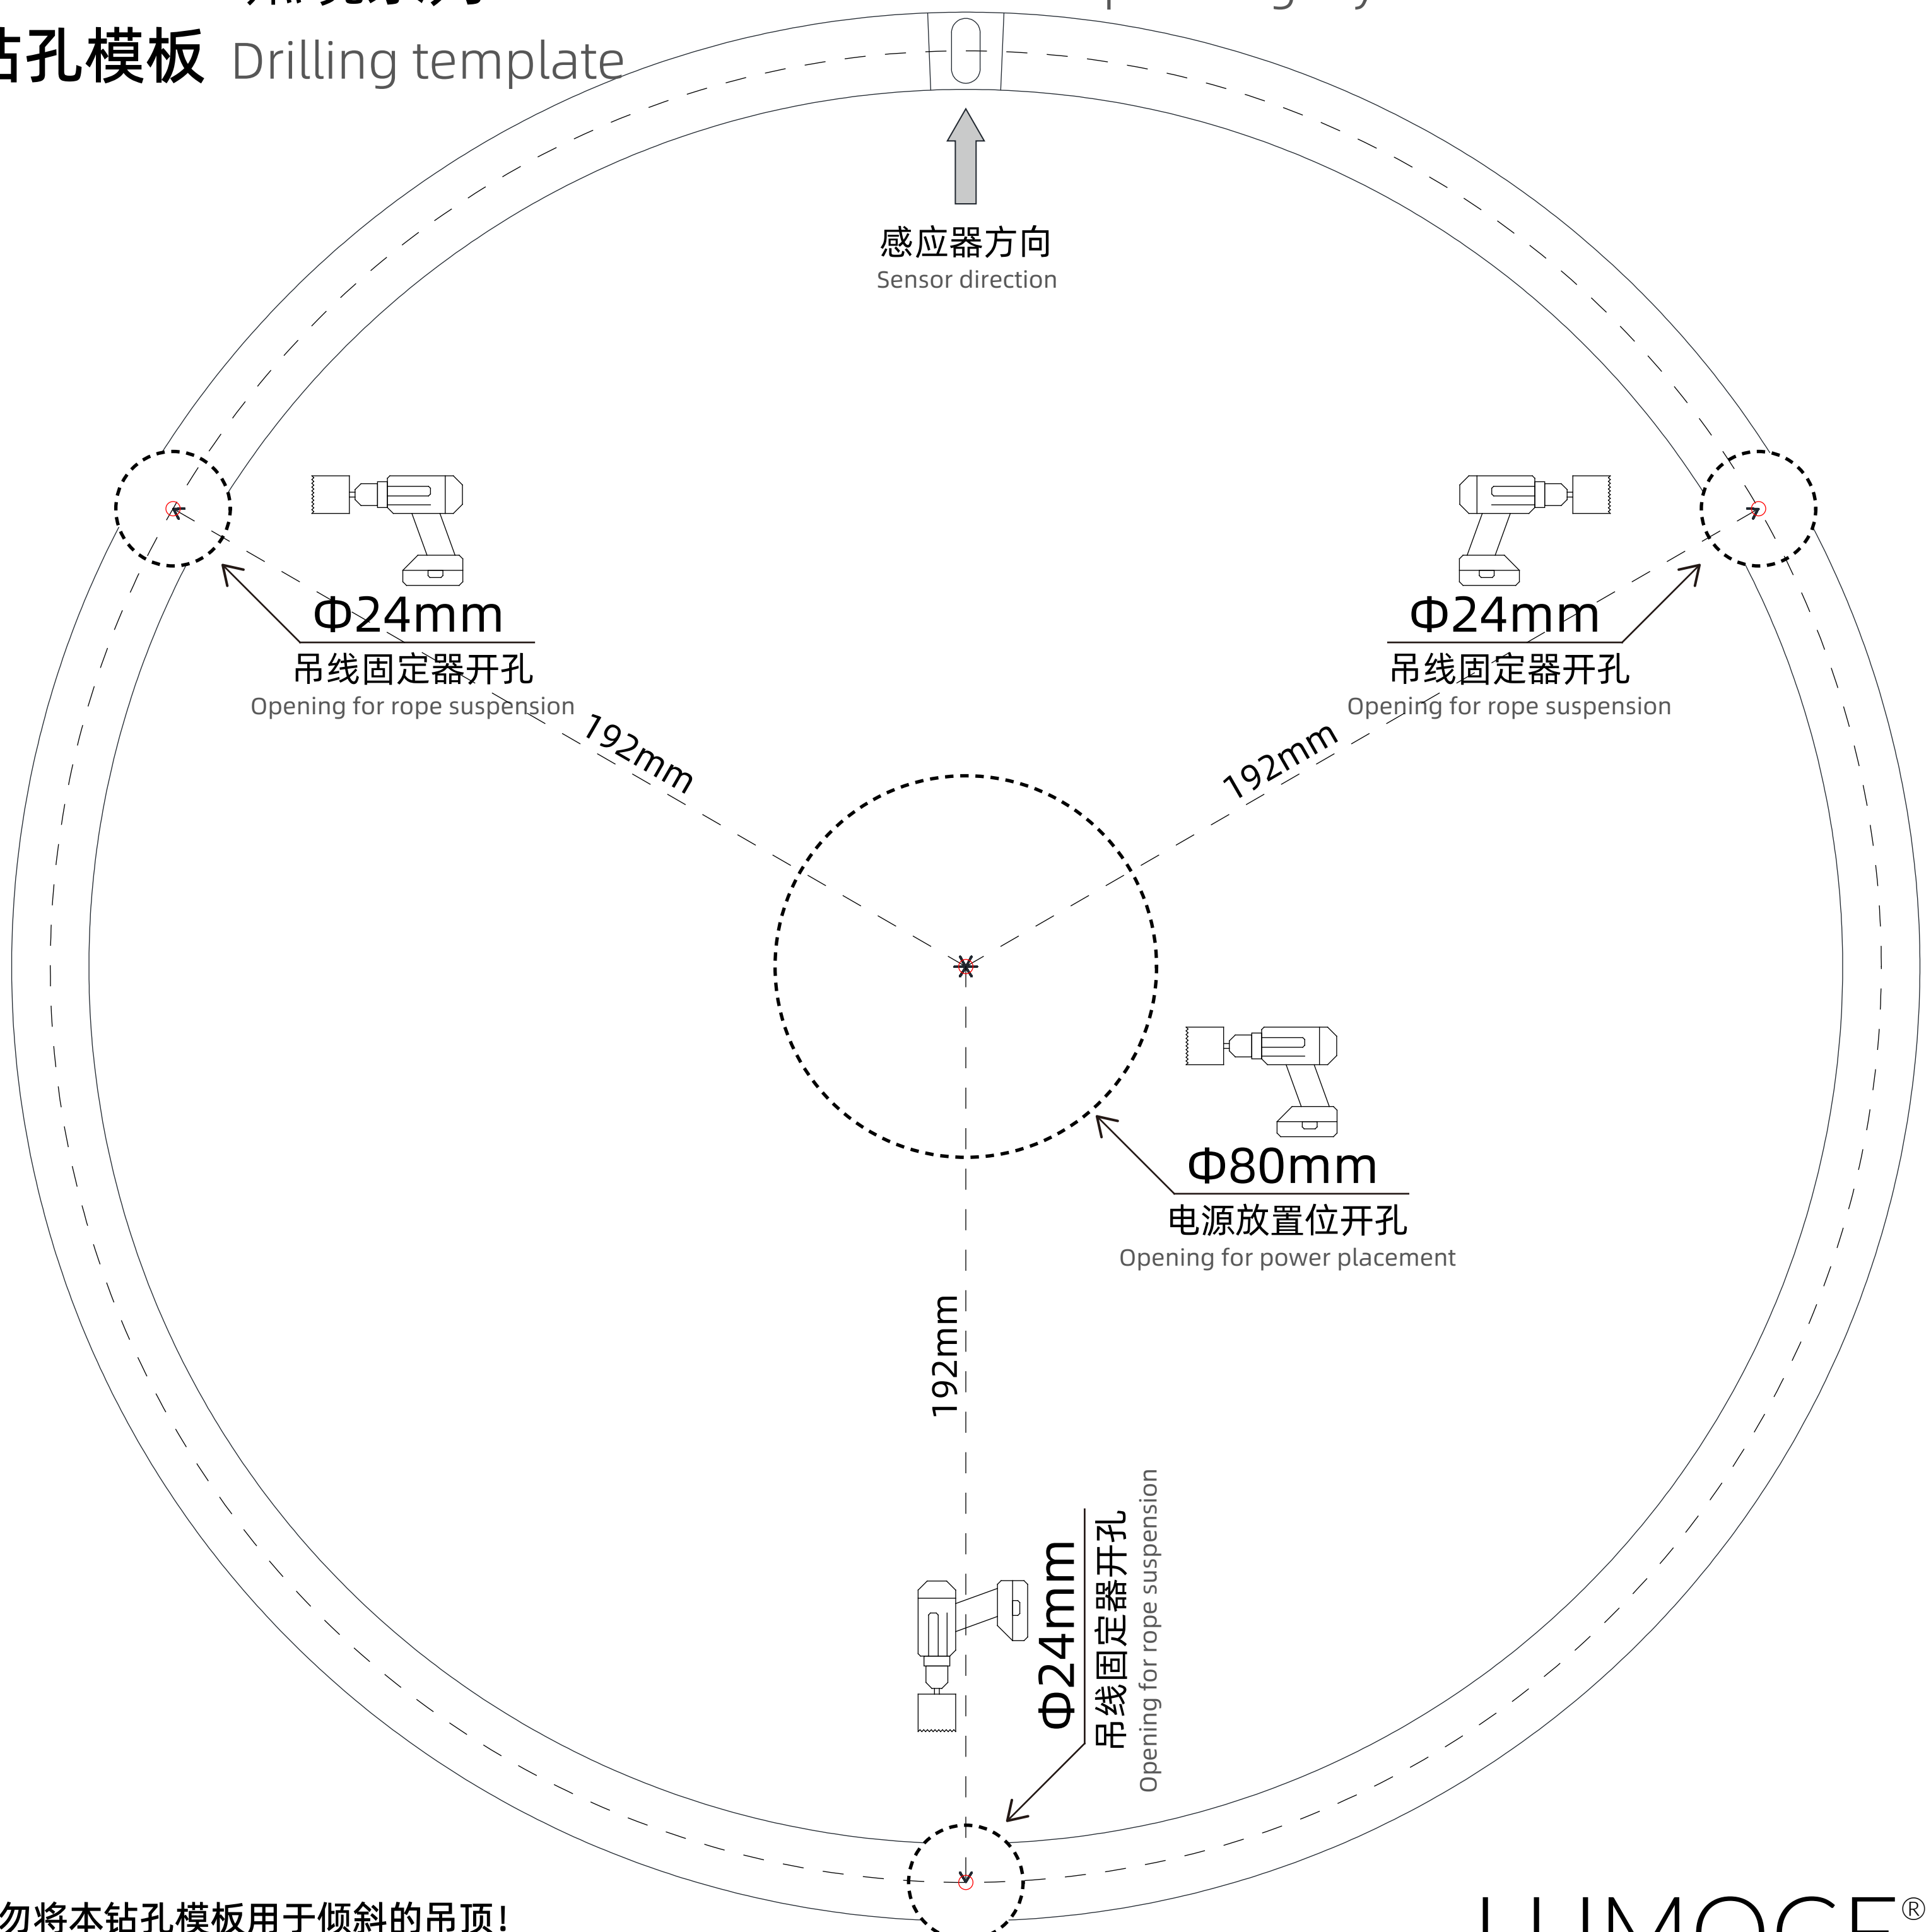 钻孔模板 Drilling template
感应器方向
Sensor direction
Φ24mm
吊线固定器开孔
Opening for rope suspension
Φ24mm
吊线固定器开孔
Opening for rope suspension
192mm
192mm
Φ80mm
电源放置位开孔
Opening for power placement
192mm
Φ24mm
吊线固定器开孔
Opening for rope suspension
勿将本钻孔模板用于倾斜的吊顶!
LUMOCE®